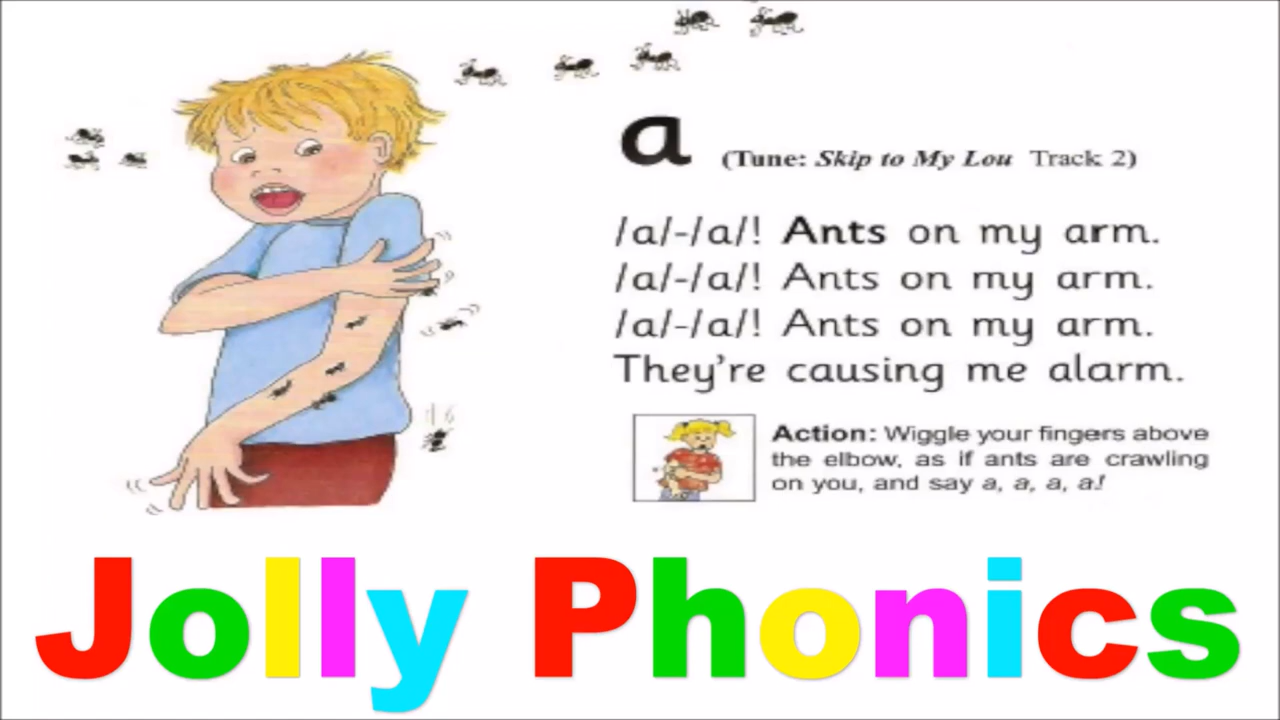 a (Tune: Skip to My Lou Track 2)
/a/-/a/! Ants on my arm.
/a/-/a/! Ants on my arm.
/a/-/a/! Ants on my arm.
They're causing me alarm.
Action: Wiggle your fingers above
the elbow, as if ants are crawling
on you, and say a, a, a, a!
Jolly Phonics